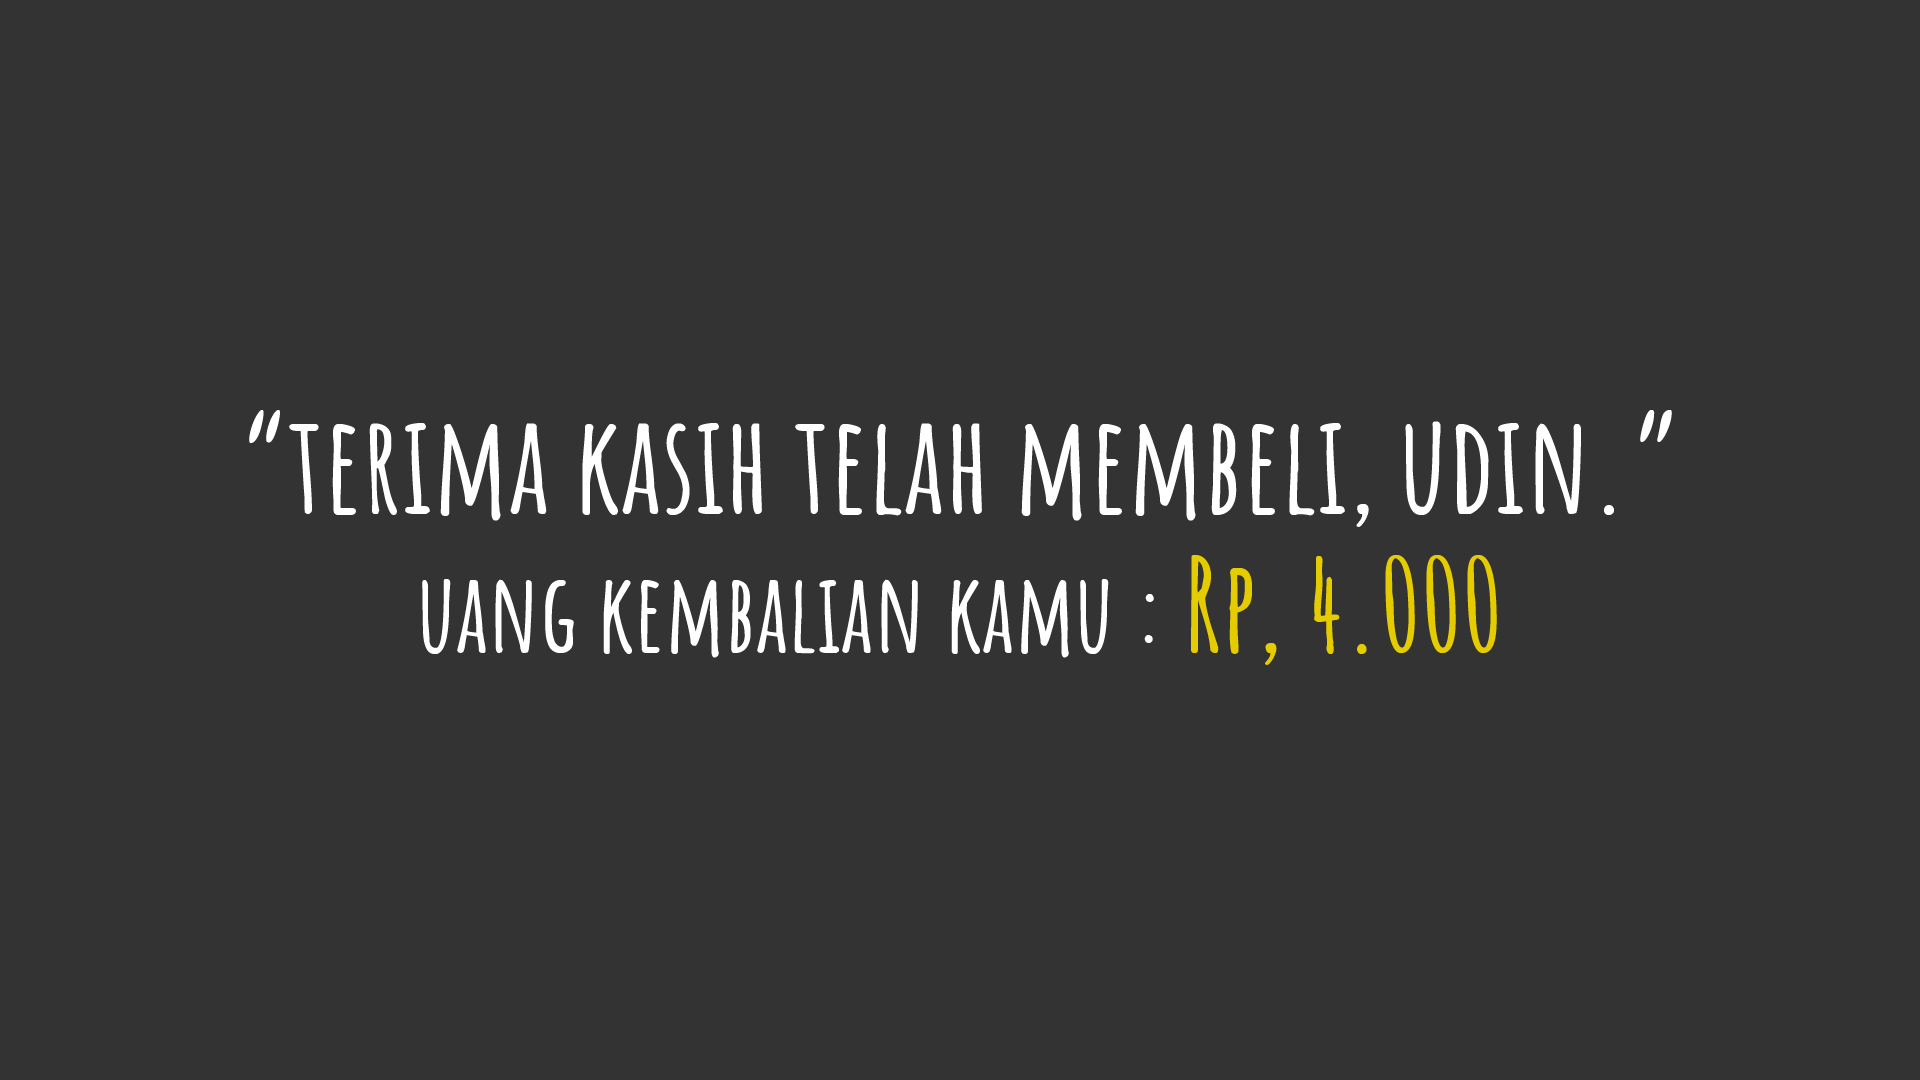 “TERIMA KASIH TELAH MEMBELI, UDIN.”
UANG KEMBALIAN KAMU : Rp, 4.000